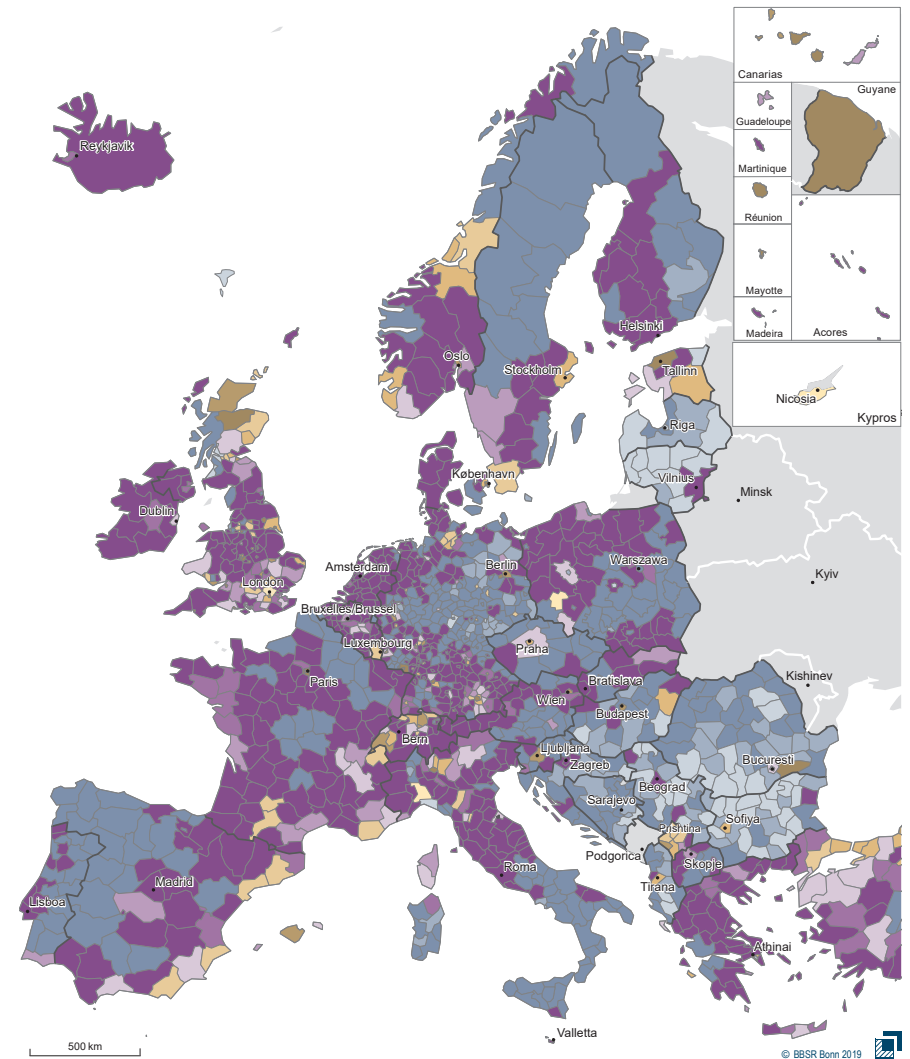 Canarias
Guyane
Guadeloupe
Martinique
Réunion
Mayotte
Madeira
Acores
Nicosia
Kypros
Reykjavik
Oslo
Helsinki
Stockholm
Tallinn
Riga
København
Vilnius
Minsk
Dublin
Amsterdam
Berlin
Warszawa
London
Kyiv
Bruxelles/Brussel
Luxembourg
Praha
Paris
Kishinev
Wien
Bratislava
Budapest
Bern
Ljubljana
Zagreb
Bucuresti
Beograd
Sarajevo
Sofiya
Prishtina
Podgorica
Skopje
Roma
Tirana
Madrid
Lisboa
Athinai
Valletta
500 km
© BBSR Bonn 2019